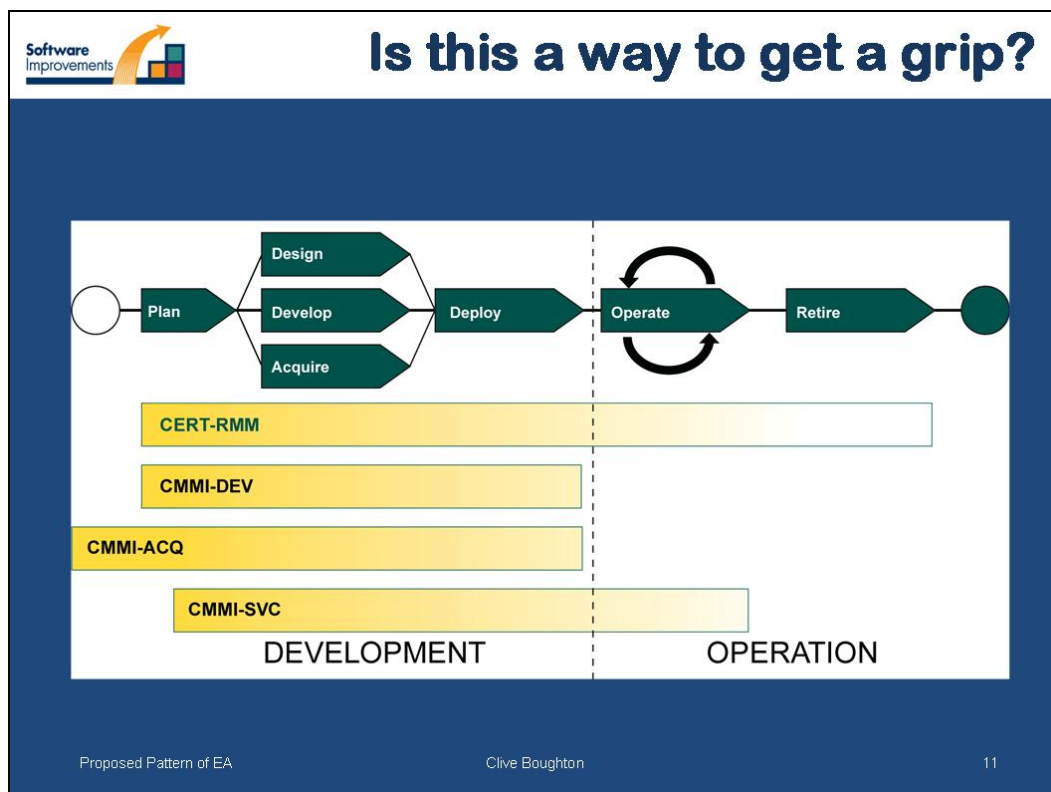 Software
Improvements
Is this a way to get a grip?
Design
Plan
Develop
Deploy
Operate
Retire
Acquire
CERT-RMM
CMMI-DEV
CMMI-ACQ
CMMI-SVC
DEVELOPMENT
OPERATION
Proposed Pattern of EA
Clive Boughton
11